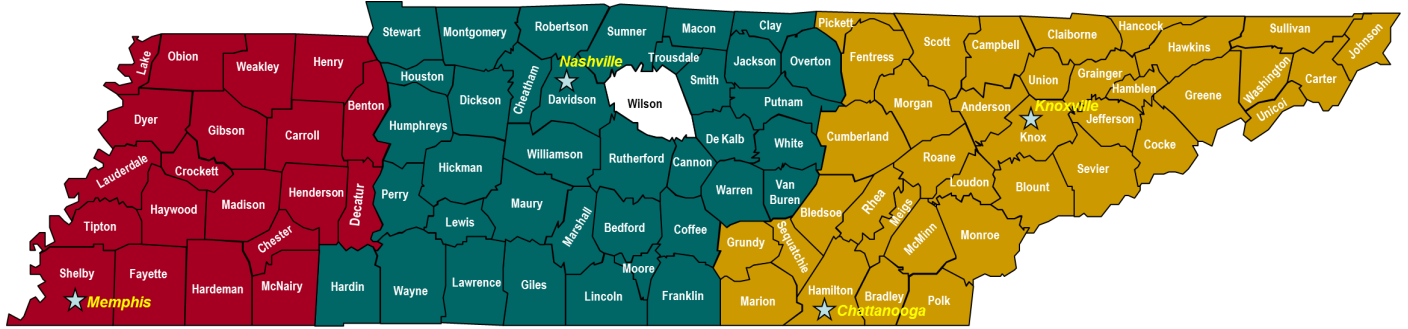 Stewart
Montgomery
Robertson
Sumner
Macon
Clay
Pickett
Fentress
Scott
Campbell
Claiborne
Hancock
Hawkins
Sullivan
Johnson
Lake
Obion
Weakley
Henry
Houston
Cheatham
Nashville
Trousdale
Smith
Jackson
Overton
Union
Grainger
Hamblen
Greene
Washington
Carter
Unicoi
Benton
Dickson
Davidson
Wilson
Putnam
Morgan
Anderson
Knoxville
Knox
Jefferson
Cocke
Dyer
Gibson
Carroll
Humphreys
De Kalb
White
Cumberland
Lauderdale
Crockett
Hickman
Williamson
Rutherford
Cannon
Roane
Loudon
Blount
Sevier
Tipton
Haywood
Madison
Henderson
Decatur
Perry
Lewis
Maury
Marshall
Bedford
Coffee
Warren
Van
Buren
Bledsoe
Rhea
Meigs
McMinn
Monroe
Chester
Grundy
Sequatchie
Shelby
Memphis
Fayette
Hardeman
McNairy
Hardin
Wayne
Lawrence
Giles
Lincoln
Moore
Franklin
Marion
Hamilton
Chattanooga
Bradley
Polk